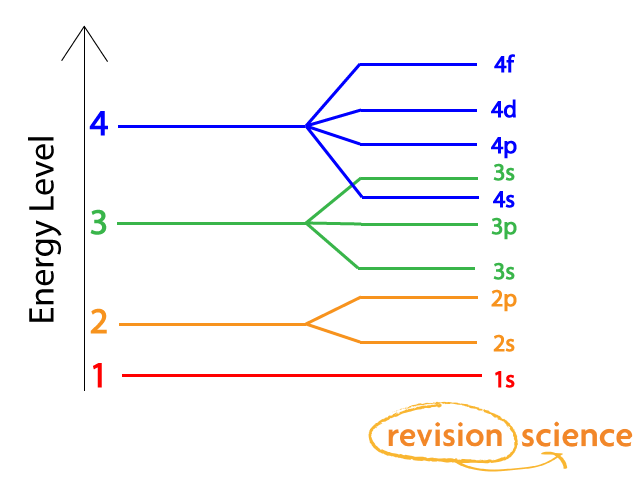 Energy Level
4
3
2
1
4f
4d
4p
3s
4s
3p
3s
2p
2s
1s
revision science